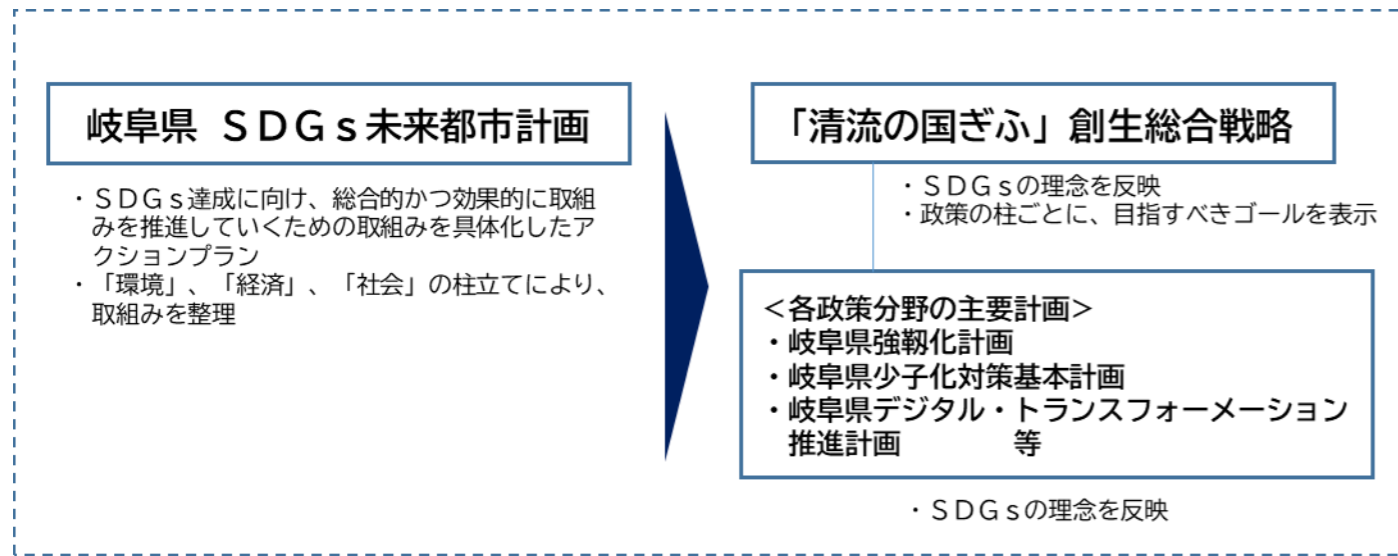 岐阜県 ＳＤＧｓ未来都市計画
・ＳＤＧｓ達成に向け、総合的かつ効果的に取組
みを推進していくための取組みを具体化したア
クションプラン
・「環境」、「経済」、「社会」の柱立てにより、
取組みを整理
「清流の国ぎふ」創生総合戦略
・ＳＤＧｓの理念を反映
・政策の柱ごとに、目指すべきゴールを表示
＜各政策分野の主要計画＞
・岐阜県強靱化計画
・岐阜県少子化対策基本計画
・岐阜県デジタル・トランスフォーメーション
推進計画　　　　等
・ＳＤＧｓの理念を反映